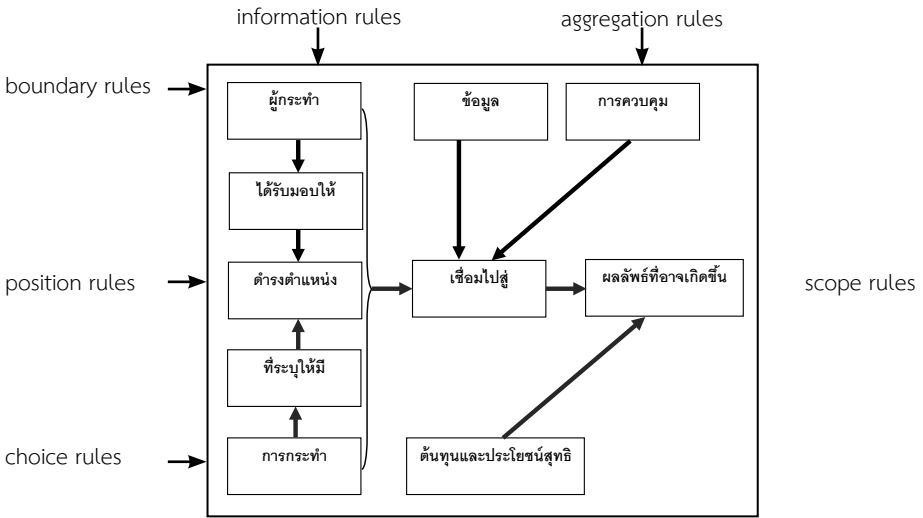 information rules
aggregation rules
boundary rules
ผู้กระทำ
ข้อมูล
การควบคุม
ได้รับมอบให้
position rules
ดำรงตำแหน่ง
เชื่อมไปสู่
ผลลัพธ์ที่อาจเกิดขึ้น
scope rules
ที่ระบุให้มี
choice rules
การกระทำ
ต้นทุนและประโยชน์สุทธิ